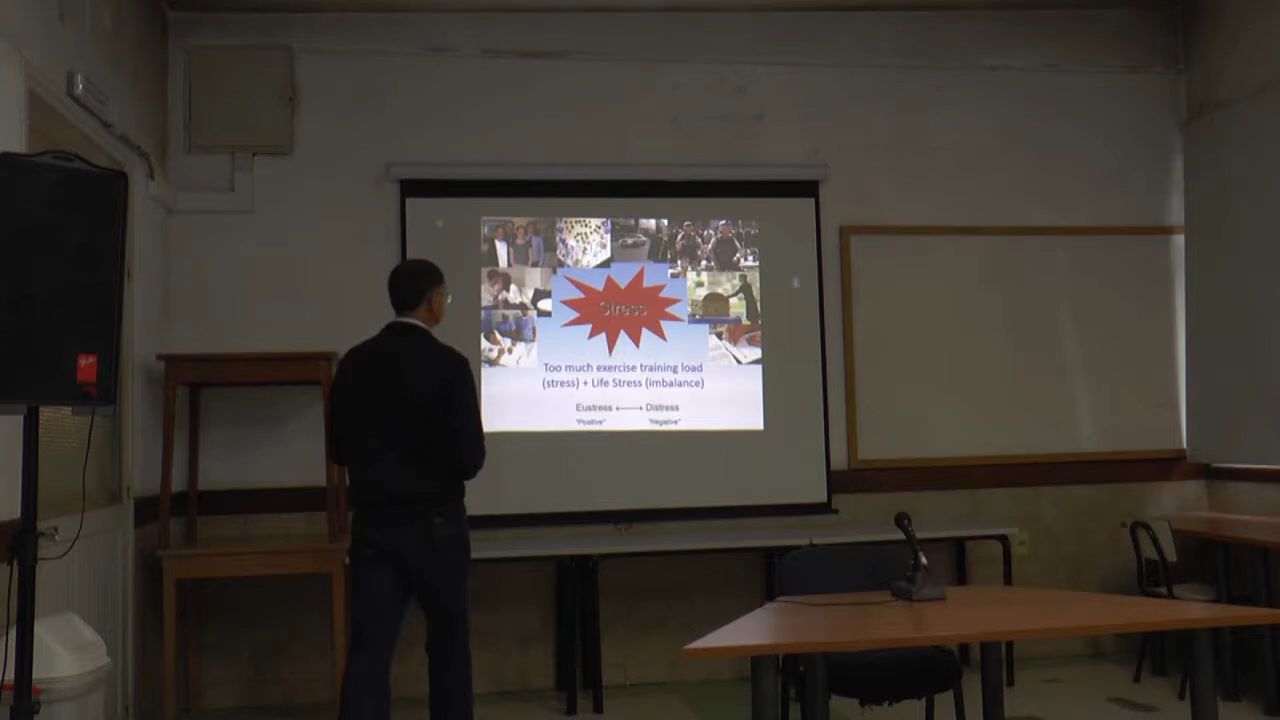 Stress
Too much exercise training load
(stress) + Life Stress (imbalance)
Eustress ⟷ Distress
"Positive" "Negative"